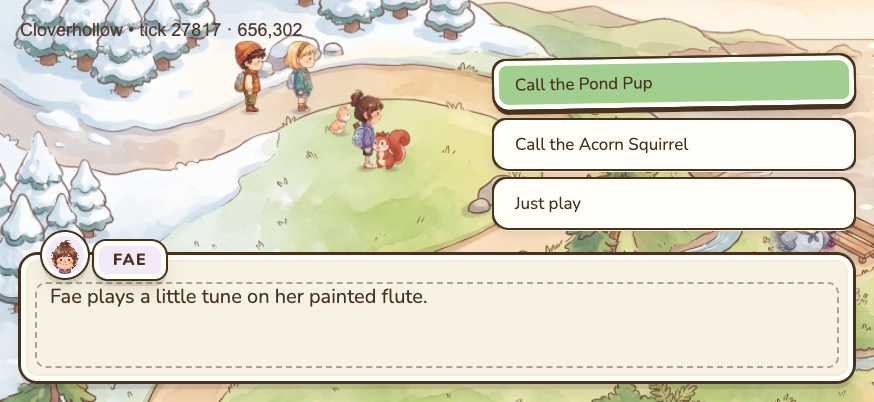 Cloverhollow • tick 27817 · 656,302
Call the Pond Pup
Call the Acorn Squirrel
Just play
FAE
Fae plays a little tune on her painted flute.